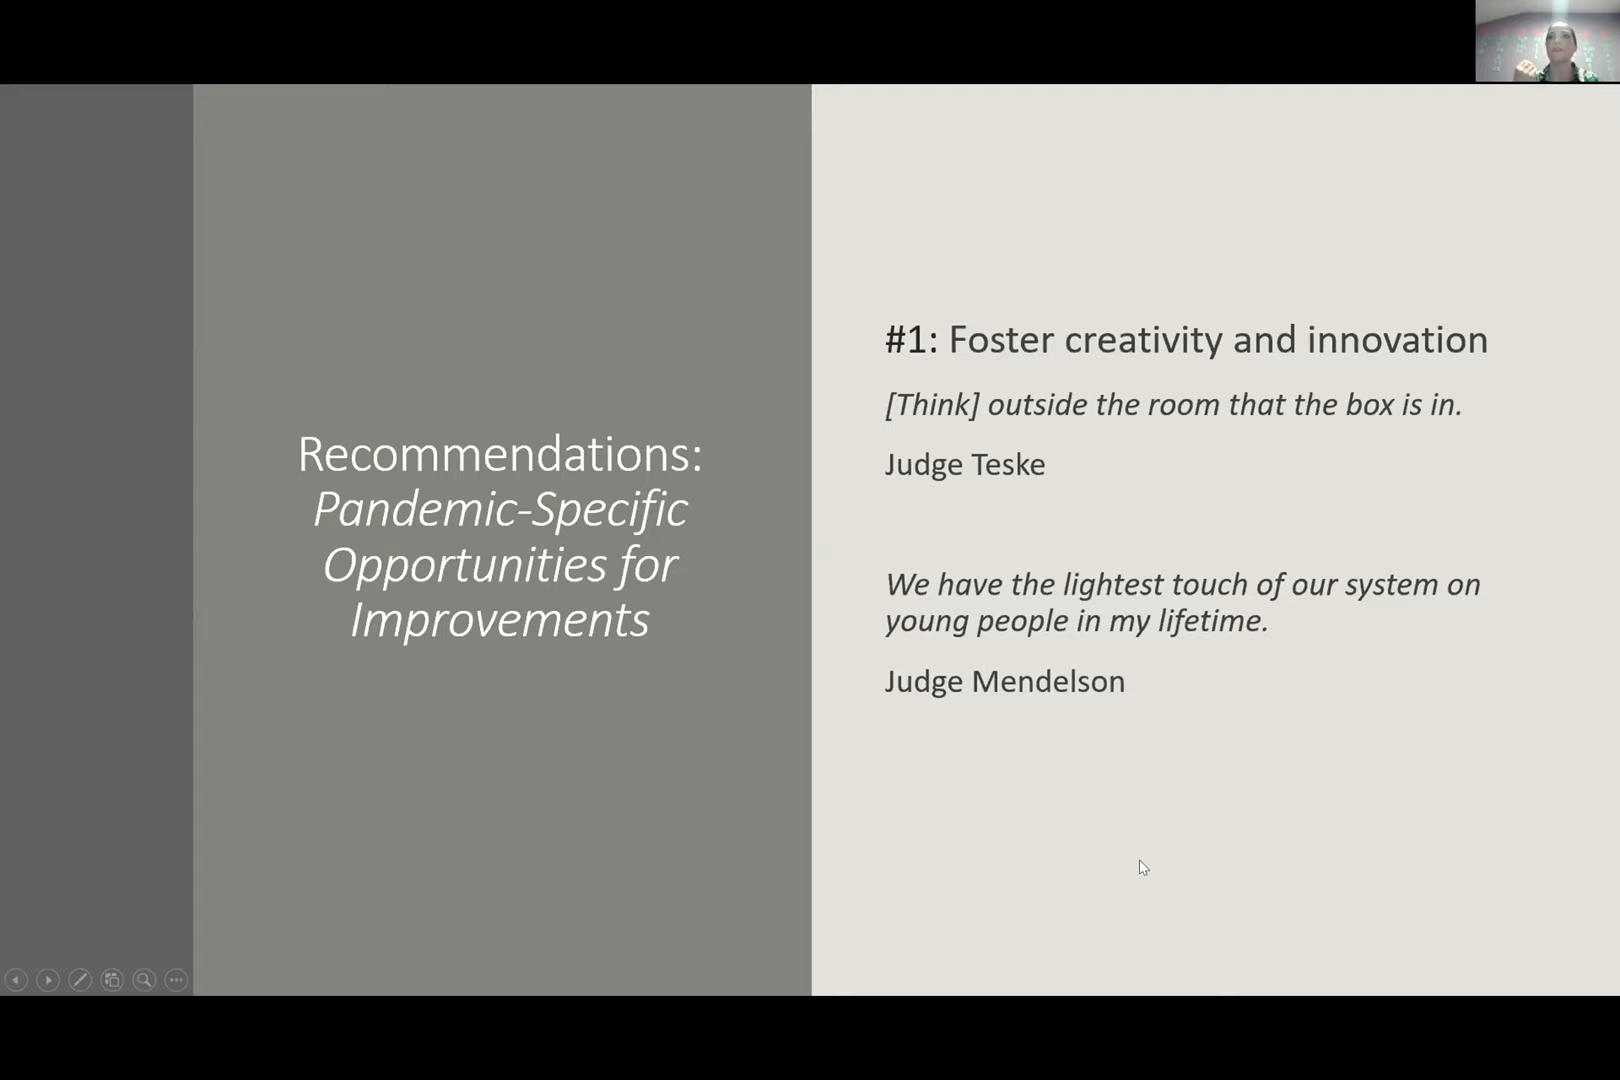 Recommendations:
Pandemic-Specific
Opportunities for
Improvements
#1: Foster creativity and innovation
[Think] outside the room that the box is in.
Judge Teske
We have the lightest touch of our system on
young people in my lifetime.
Judge Mendelson